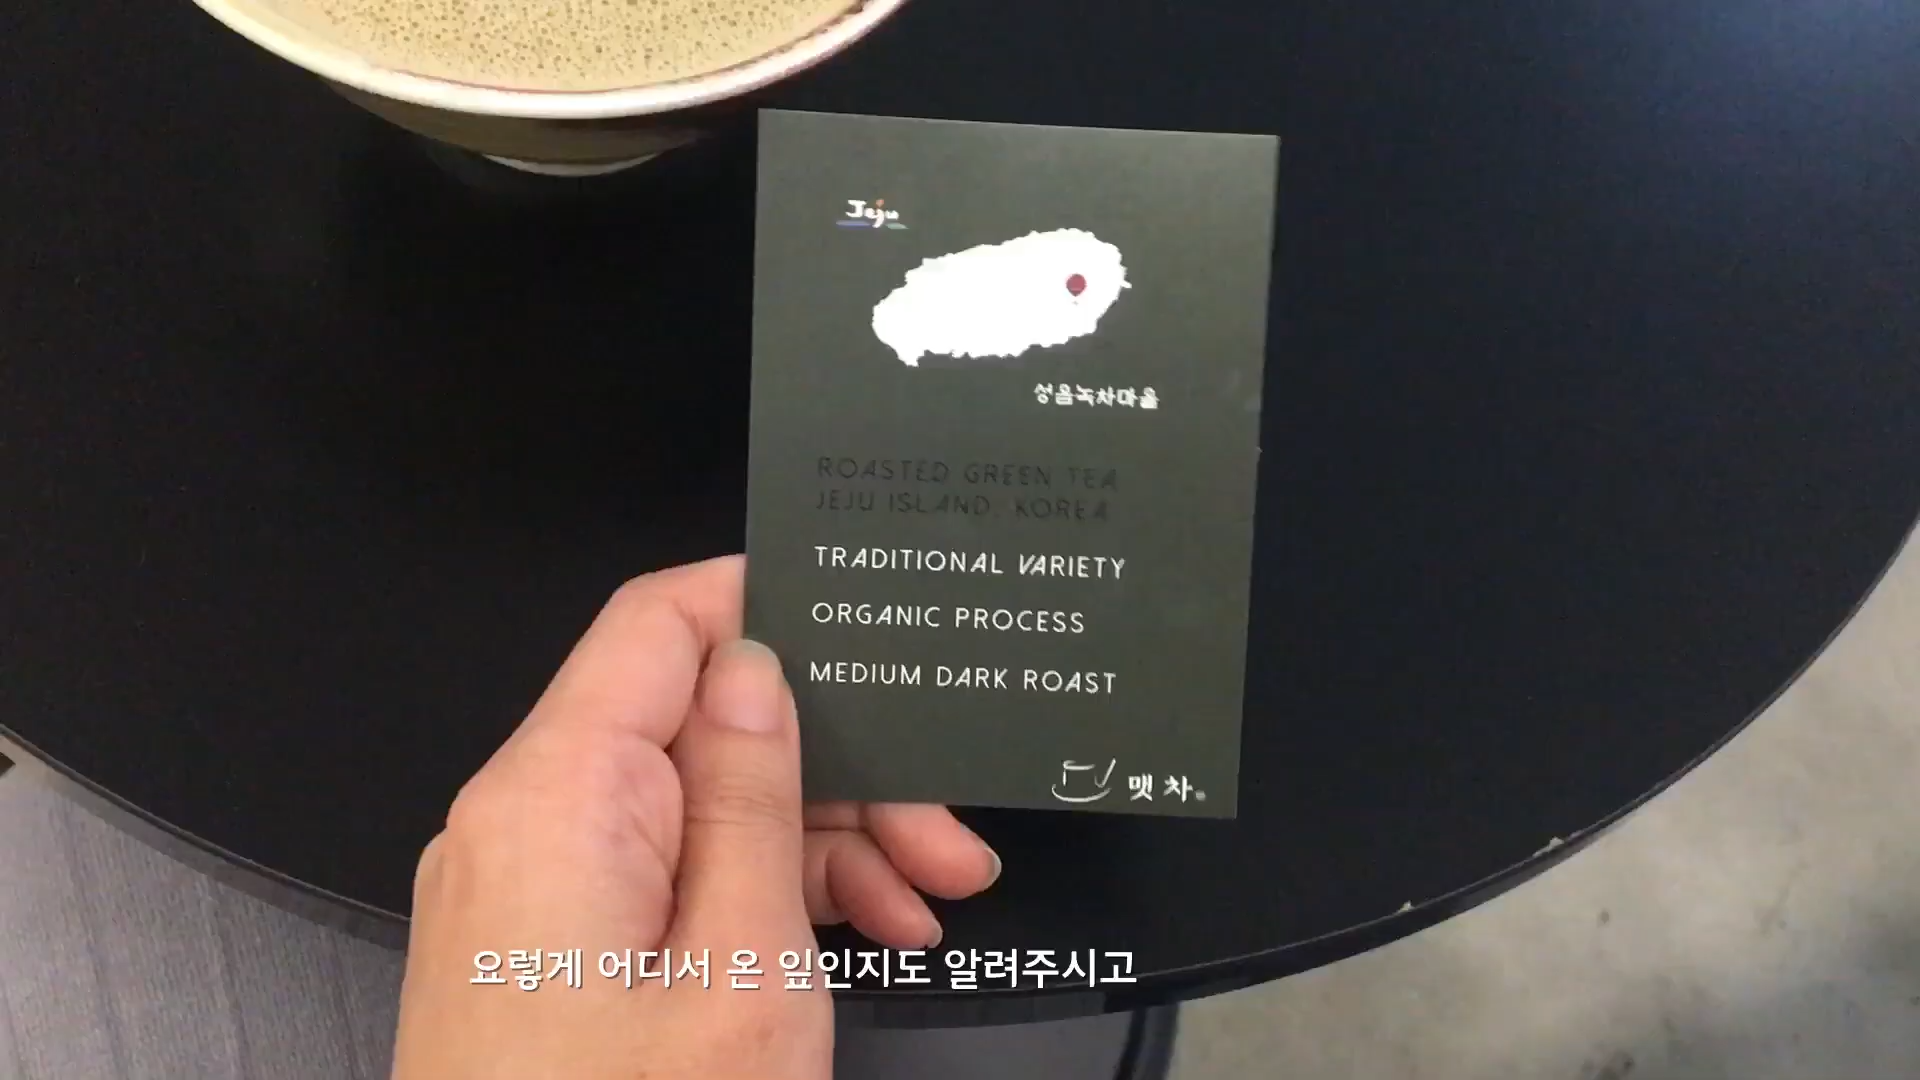 Jeju
성읍녹차마을
ROASTED GREEN TEA
JEJU ISLAND, KOREA
TRADITIONAL VARIETY
ORGANIC PROCESS
MEDIUM DARK ROAST
맷차.
요렇게 어디서 온 잎인지도 알려주시고